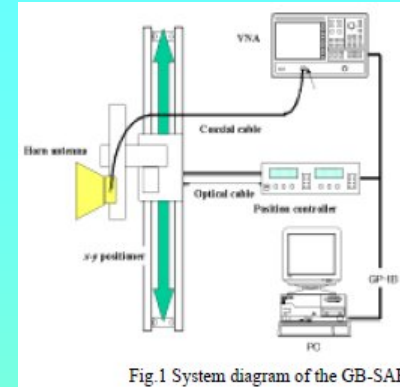 VNA
Coaxial cable
Horn antenna
Optical cable
Position controller
x-y positioner
GP-IB
PC
Fig.1 System diagram of the GB-SAR